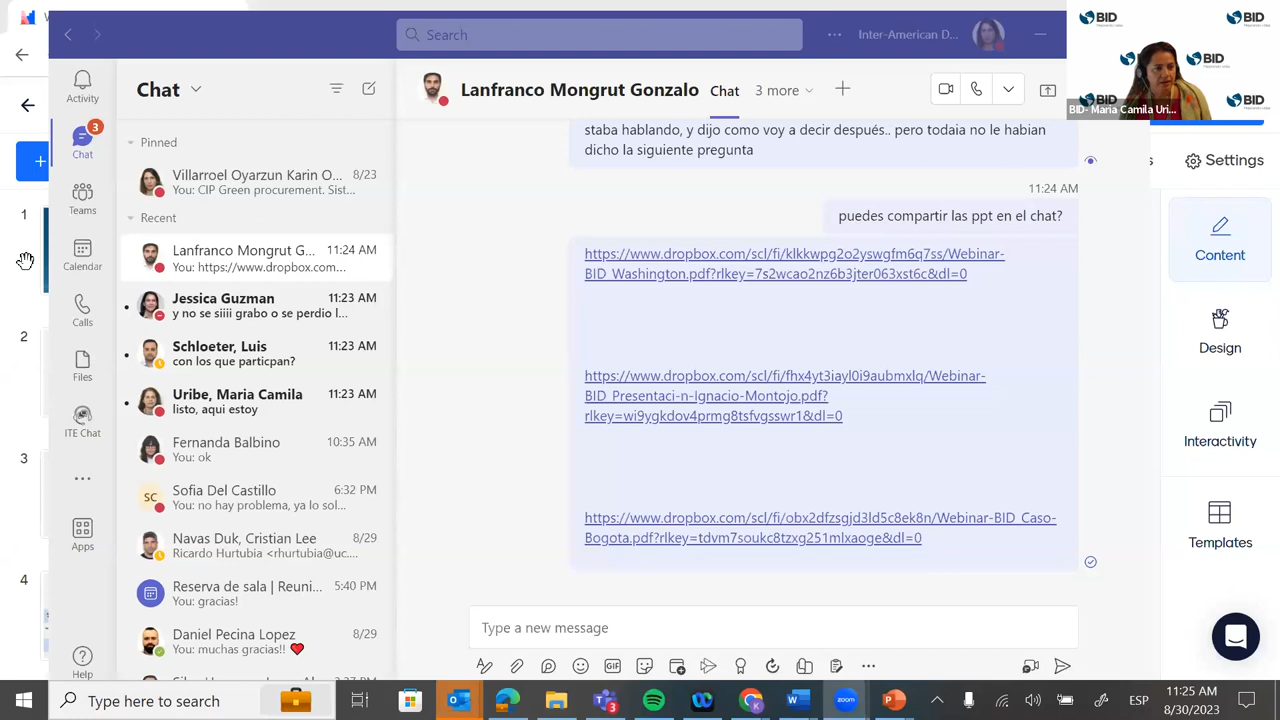 Search
Inter-American D...
BID
BID
BID
BID
BID
BID
BID
BID- Maria Camila Uri...
Activity
Chat
3
Chat
Teams
Calendar
Calls
Files
ITE Chat
Apps
Help
Pinned
Villarroel Oyarzun Karin O...
8/23
You: CIP Green procurement. Sist...
Recent
Lanfranco Mongrut G...
11:24 AM
You: https://www.dropbox.com...
Jessica Guzman
11:23 AM
y no se siiii grabo o se perdio l...
Schloeter, Luis
11:23 AM
con los que particpan?
Uribe, Maria Camila
11:23 AM
listo, aqui estoy
Fernanda Balbino
10:35 AM
You: ok
SC
Sofia Del Castillo
6:32 PM
You: no hay problema, ya lo sol...
Navas Duk, Cristian Lee
8/29
Ricardo Hurtubia <rhurtubia@uc....
Reserva de sala | Reuni...
5:40 PM
You: gracias!
Daniel Pecina Lopez
8/29
You: muchas gracias!! ❤️
Lanfranco Mongrut Gonzalo
Chat
3 more
staba hablando, y dijo como voy a decir después.. pero todaia no le habian
dicho la siguiente pregunta
11:24 AM
puedes compartir las ppt en el chat?
https://www.dropbox.com/scl/fi/klkkwpg2o2yswgfm6q7ss/Webinar-
BID_Washington.pdf?rlkey=7s2wcao2nz6b3jter063xst6c&dl=0
https://www.dropbox.com/scl/fi/fhx4yt3iayl0i9aubmxlq/Webinar-
BID_Presentaci-n-Ignacio-Montojo.pdf?
rlkey=wi9ygkdov4prmg8tsfvgsswr1&dl=0
https://www.dropbox.com/scl/fi/obx2dfzsgjd3ld5c8ek8n/Webinar-BID_Caso-
Bogota.pdf?rlkey=tdvm7soukc8tzxg251mlxaoge&dl=0
Type a new message
GIF
1
2
3
4
Settings
Content
Design
Interactivity
Templates
Type here to search
3
zoom
ESP
11:25 AM
8/30/2023